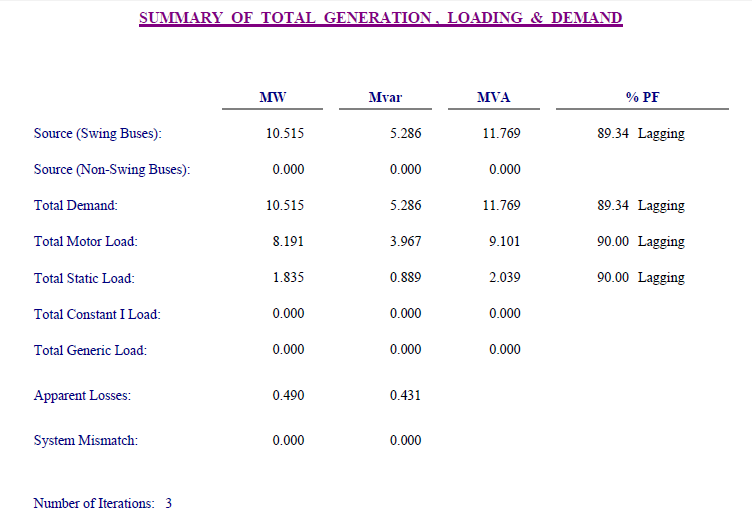 SUMMARY OF TOTAL GENERATION , LOADING & DEMAND
MW Mvar MVA % PF
Source (Swing Buses): 10.515 5.286 11.769 89.34 Lagging
Source (Non-Swing Buses): 0.000 0.000 0.000
Total Demand: 10.515 5.286 11.769 89.34 Lagging
Total Motor Load: 8.191 3.967 9.101 90.00 Lagging
Total Static Load: 1.835 0.889 2.039 90.00 Lagging
Total Constant I Load: 0.000 0.000 0.000
Total Generic Load: 0.000 0.000 0.000
Apparent Losses: 0.490 0.431
System Mismatch: 0.000 0.000
Number of Iterations: 3